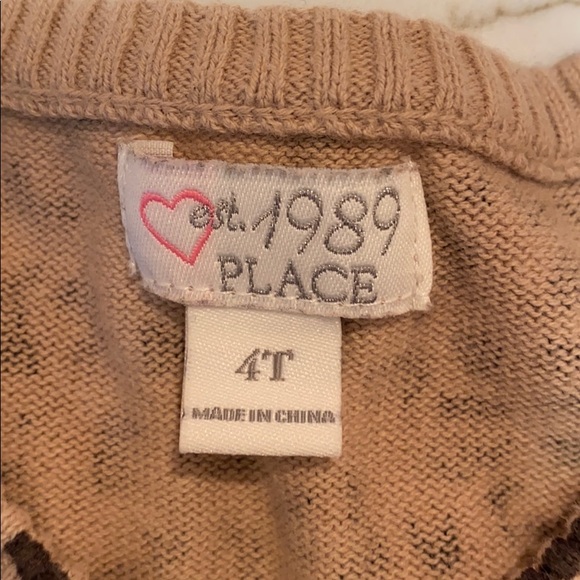 est. 1989
PLACE
4T
MADE IN CHINA